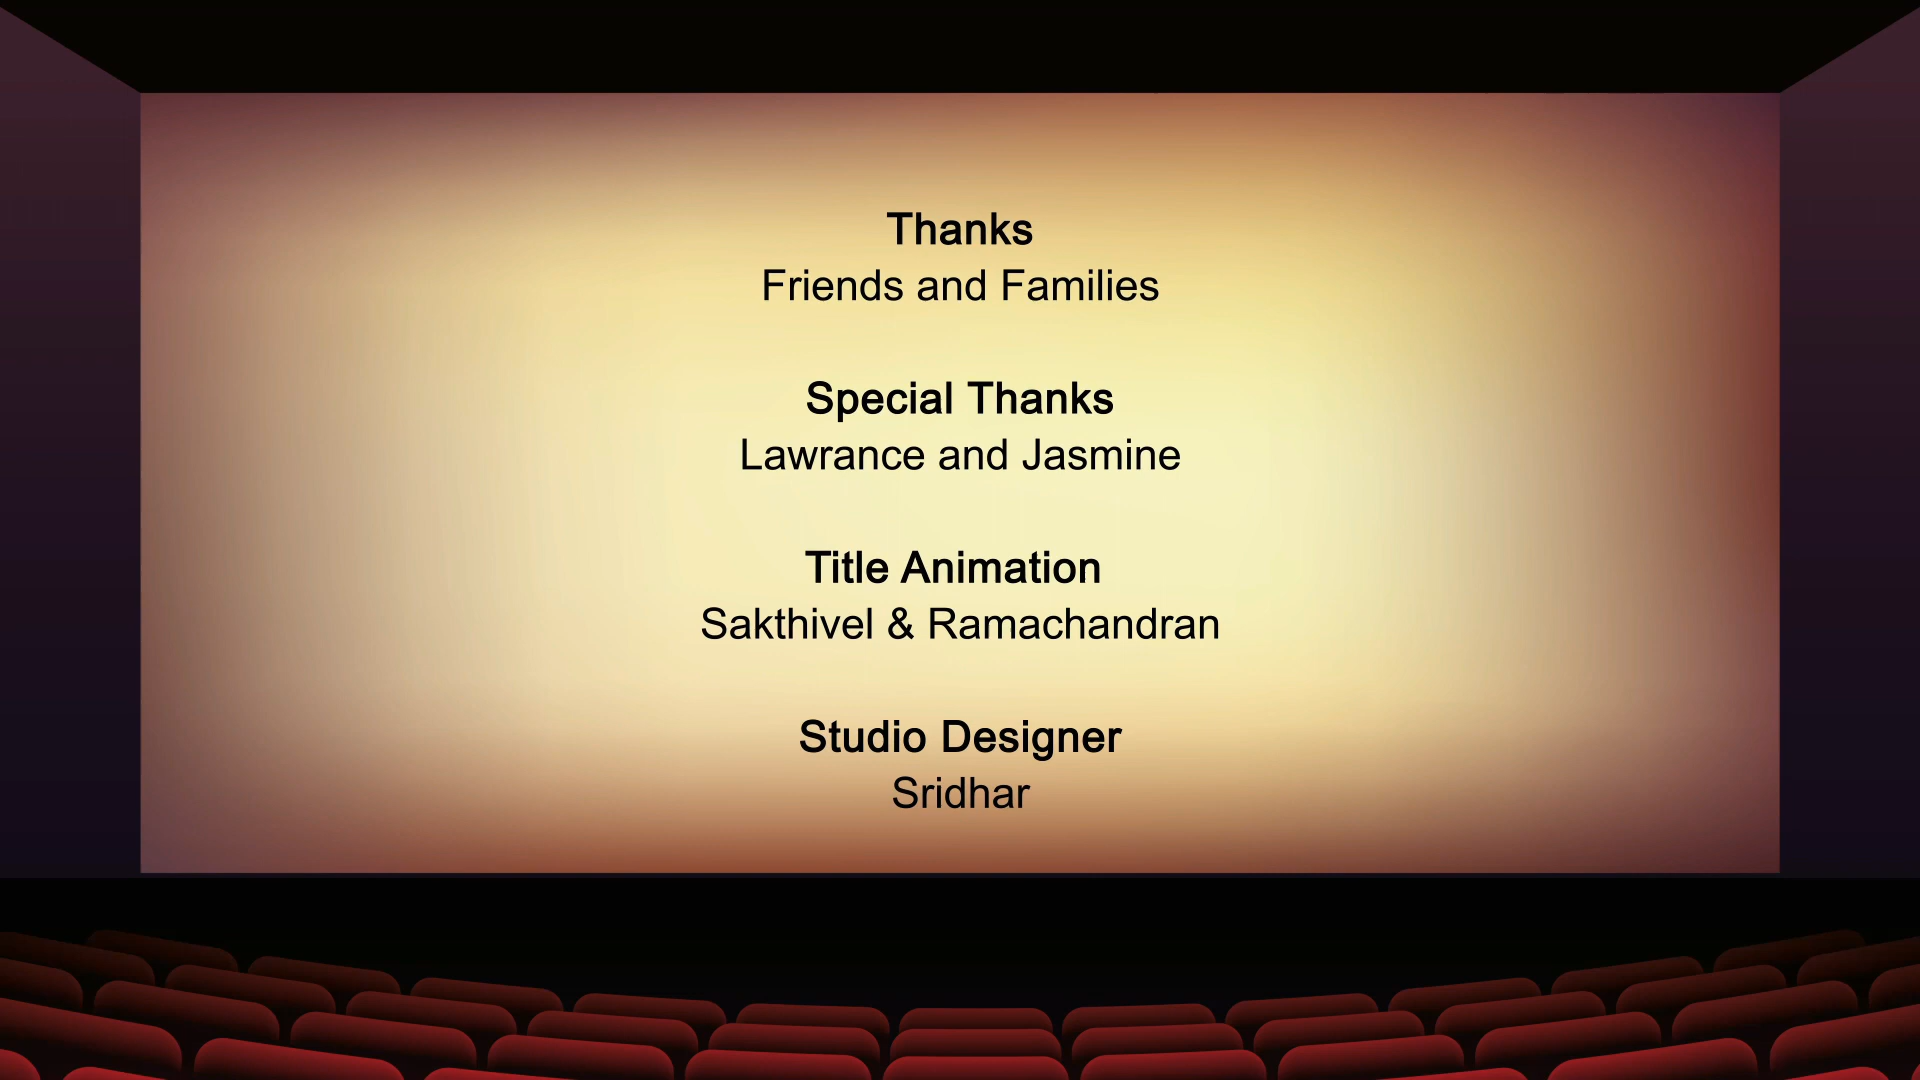 Thanks
Friends and Families
Special Thanks
Lawrance and Jasmine
Title Animation
Sakthivel & Ramachandran
Studio Designer
Sridhar